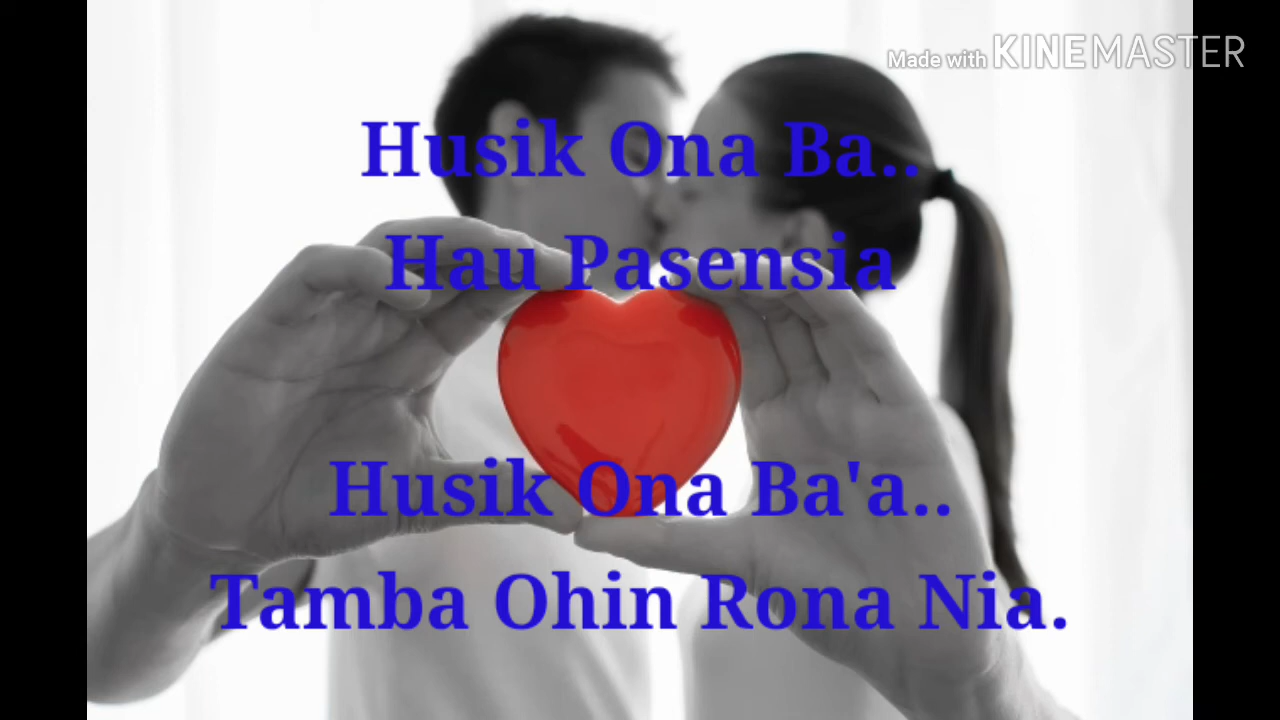 Made with KINEMASTER
Husik Ona Ba..
Hau Pasensia
Husik Ona Ba'a..
Tamba Ohin Rona Nia.